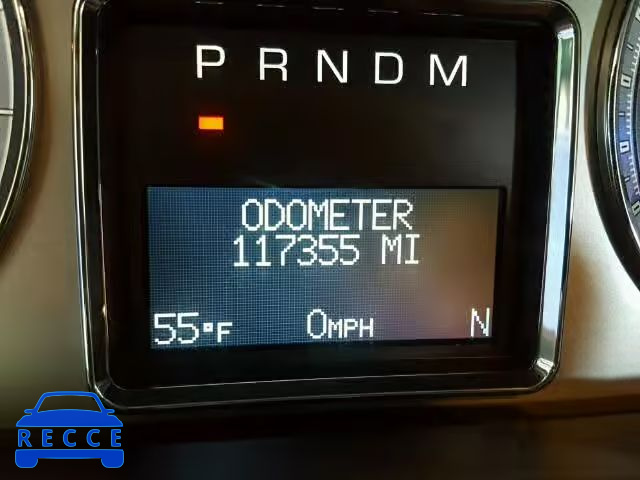 P R N D M
ODOMETER
117355 MI
55°F 0MPH N
RECCE